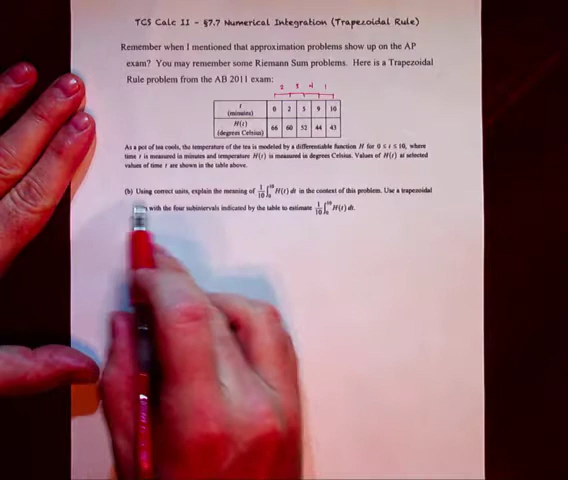 TCS Calc II - §7.7 Numerical Integration (Trapezoidal Rule)
Remember when I mentioned that approximation problems show up on the AP
exam? You may remember some Riemann Sum problems. Here is a Trapezoidal
Rule problem from the AB 2011 exam:
2 3 4 1
t (minutes) 0 2 5 9 10
H(t) (degrees Celsius) 66 60 52 44 43
As a pot of tea cools, the temperature of the tea is modeled by a differentiable function H for 0 ≤ t ≤ 10, where
time t is measured in minutes and temperature H(t) is measured in degrees Celsius. Values of H(t) at selected
values of time t are shown in the table above.
(b) Using correct units, explain the meaning of 1/10 ∫₀¹⁰ H(t) dt in the context of this problem. Use a trapezoidal
with the four subintervals indicated by the table to estimate 1/10 ∫₀¹⁰ H(t) dt.